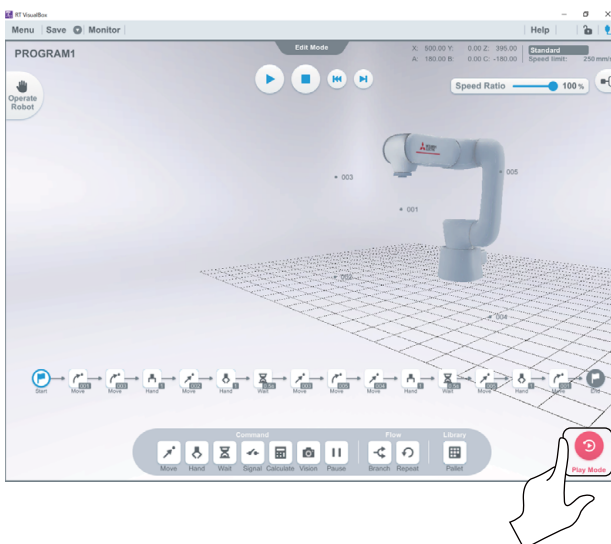 RT VisualBox
Menu Save Monitor Help
PROGRAM1
Edit Mode
X: 500.00 Y: 0.00 Z: 395.00 Standard
A: 180.00 B: 0.00 C: -180.00 Speed limit: 250 mm/s
Operate
Robot
Speed Ratio 100 %
003
005
001
002
004
Start Move Move Hand Move Hand Wait Move Move Move Hand Wait Move Hand Move End
Command Flow Library
Move Hand Wait Signal Calculate Vision Pause Branch Repeat Pallet
Play Mode